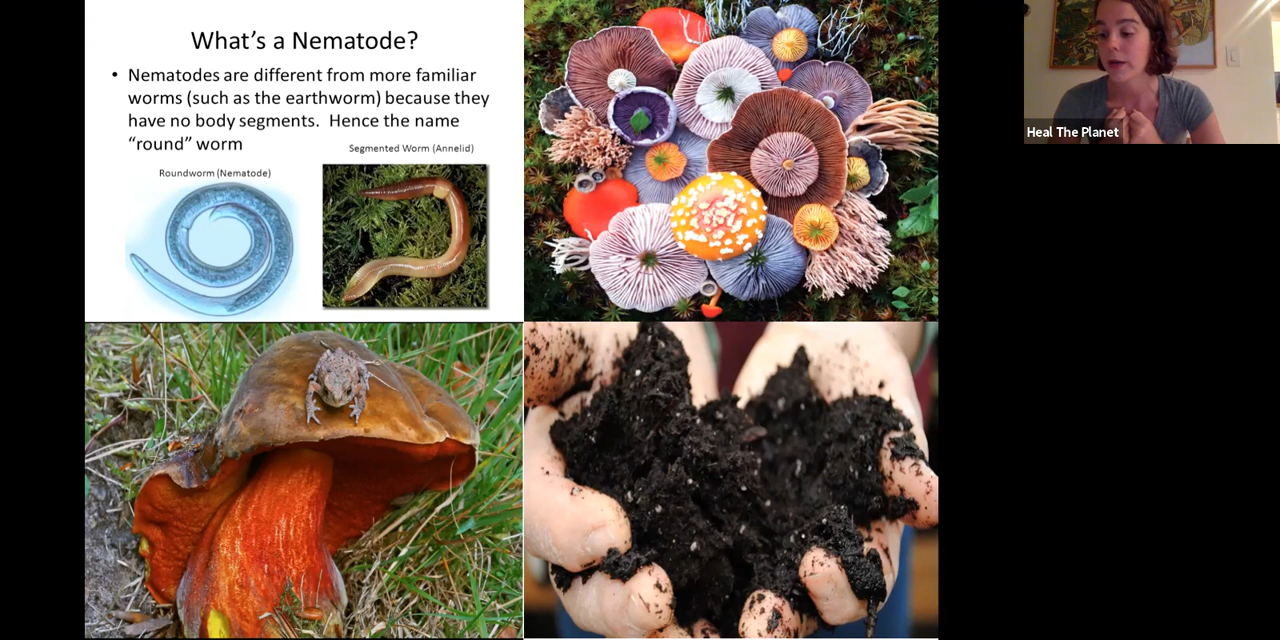 What's a Nematode?
• Nematodes are different from more familiar
worms (such as the earthworm) because they
have no body segments.  Hence the name
“round” worm
Segmented Worm (Annelid)
Roundworm (Nematode)
Heal The Planet